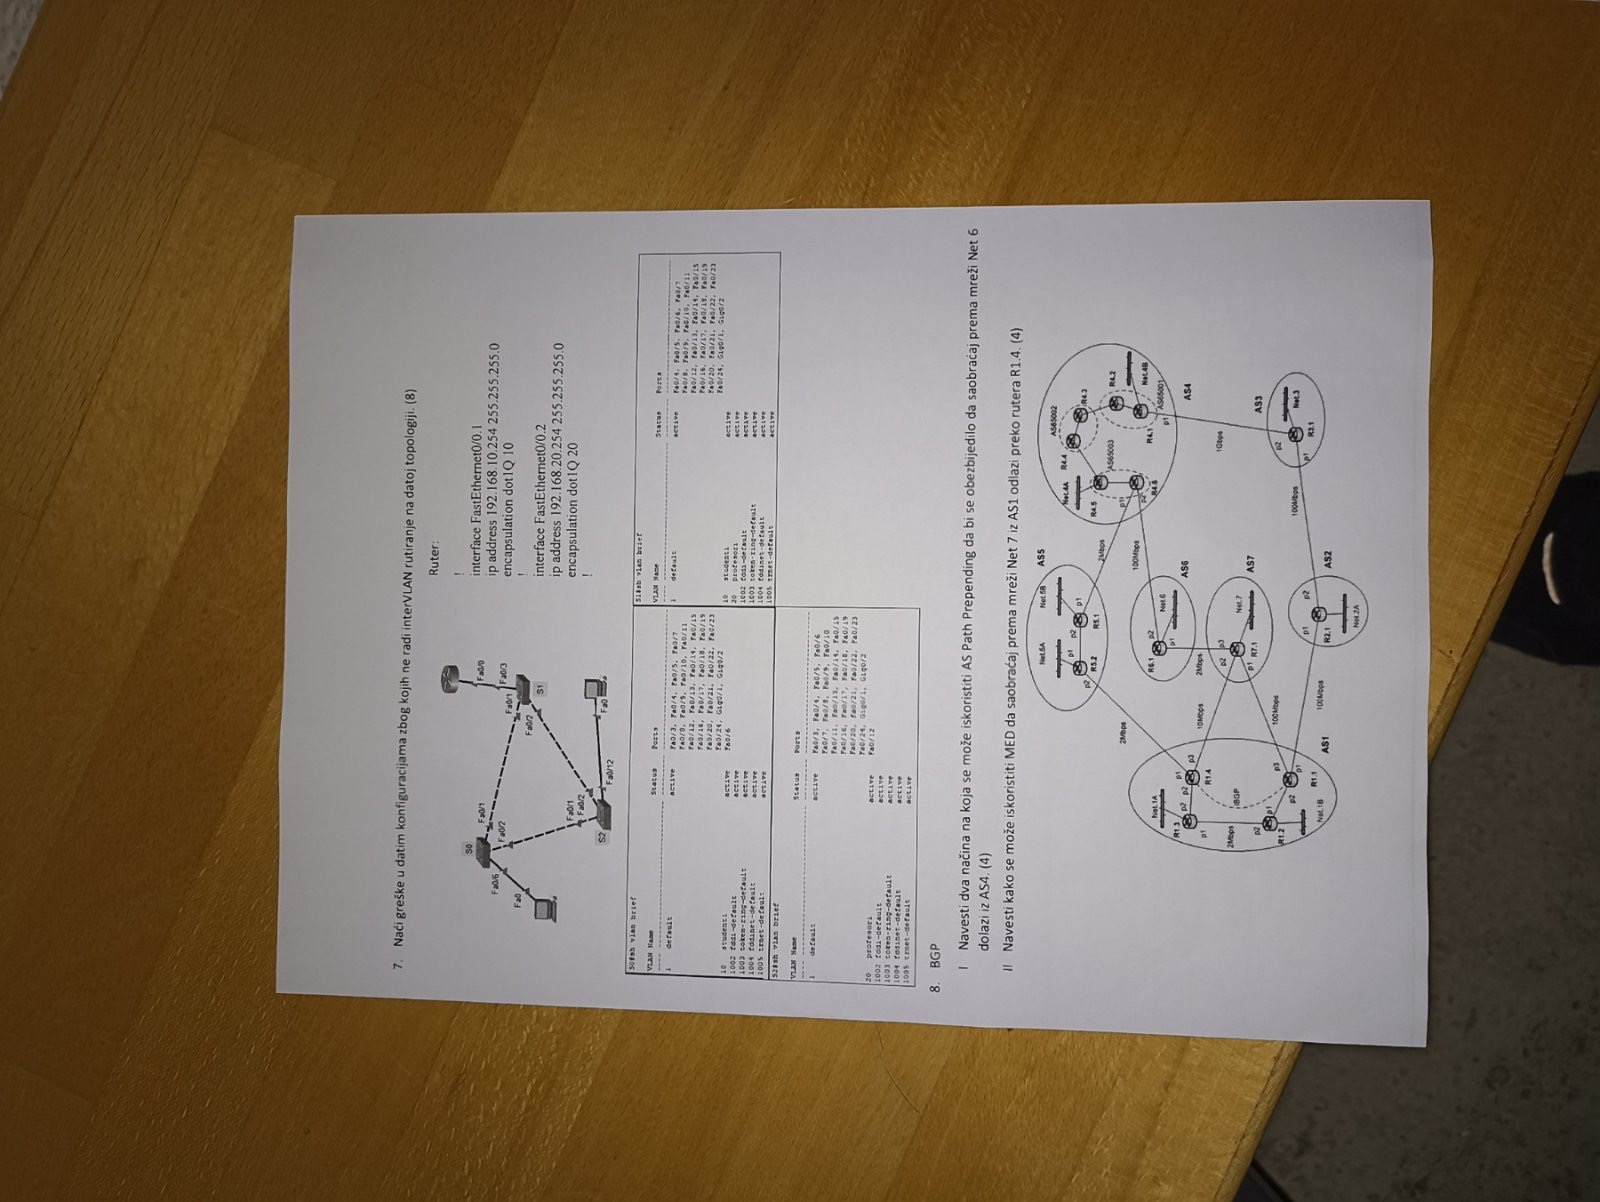 7. Naći greške u datim konfiguracijama zbog kojih ne radi interVLAN rutiranje na datoj topologiji. (8)
Ruter:
!
interface FastEthernet0/0.1
ip address 192.168.10.254 255.255.255.0
encapsulation dot1Q 10
!
interface FastEthernet0/0.2
ip address 192.168.20.254 255.255.255.0
encapsulation dot1Q 20
!
S0
Fa0/1
Fa0/6
Fa0/2
Fa0
Fa0/0
Fa0/3
Fa0/1
Fa0/2
S1
Fa0/1
Fa0/2
S2
Fa0/12
Fa0
S0#sh vlan brief
VLAN Name Status Ports
1 default active Fa0/3, Fa0/4, Fa0/5, Fa0/7
Fa0/8, Fa0/9, Fa0/10, Fa0/11
Fa0/12, Fa0/13, Fa0/14, Fa0/15
Fa0/16, Fa0/17, Fa0/18, Fa0/19
Fa0/20, Fa0/21, Fa0/22, Fa0/23
Fa0/24, Gig0/1, Gig0/2
10 studenti active Fa0/6
1002 fddi-default active
1003 token-ring-default active
1004 fddinet-default active
1005 trnet-default active
S1#sh vlan brief
VLAN Name Status Ports
1 default active Fa0/4, Fa0/5, Fa0/6, Fa0/7
Fa0/8, Fa0/9, Fa0/10, Fa0/11
Fa0/12, Fa0/13, Fa0/14, Fa0/15
Fa0/16, Fa0/17, Fa0/18, Fa0/19
Fa0/20, Fa0/21, Fa0/22, Fa0/23
Fa0/24, Gig0/1, Gig0/2
10 studenti active
20 profesori active
1002 fddi-default active
1003 token-ring-default active
1004 fddinet-default active
1005 trnet-default active
S2#sh vlan brief
VLAN Name Status Ports
1 default active Fa0/3, Fa0/4, Fa0/5, Fa0/6
Fa0/7, Fa0/8, Fa0/9, Fa0/10
Fa0/11, Fa0/13, Fa0/14, Fa0/15
Fa0/16, Fa0/17, Fa0/18, Fa0/19
Fa0/20, Fa0/21, Fa0/22, Fa0/23
Fa0/24, Gig0/1, Gig0/2
20 profesori active Fa0/12
1002 fddi-default active
1003 token-ring-default active
1004 fddinet-default active
1005 trnet-default active
8. BGP
I Navesti dva načina na koja se može iskoristiti AS Path Prepending da bi se obezbijedilo da saobraćaj prema mreži Net 6
dolazi iz AS4. (4)
II Navesti kako se može iskoristiti MED da saobraćaj prema mreži Net 7 iz AS1 odlazi preko rutera R1.4. (4)
Net.5A
Net.5B
AS5
p1
p2
p2
p1
R5.2
R5.1
2Mbps
2Mbps
AS65002
Net.4A
R4.4
R4.3
R4.5
AS65003
R4.2
p1
p2
R4.6
R4.1
Net.4B
AS65001
p1
AS4
100Mbps
R6.1
p2
p1
Net.6
AS6
Net.1A
R1.3
p2
p2
p1
p3
p1
R1.4
10Mbps
2Mbps
2Mbps
IBGP
p2
p3
Net.7
p1
R7.1
AS7
1Gbps
p2
p1
R1.2
p3
p2
p1
R1.1
Net.1B
AS1
100Mbps
100Mbps
p1
p2
R2.1
AS2
Net.2A
100Mbps
AS3
p2
p1
R3.1
Net.3